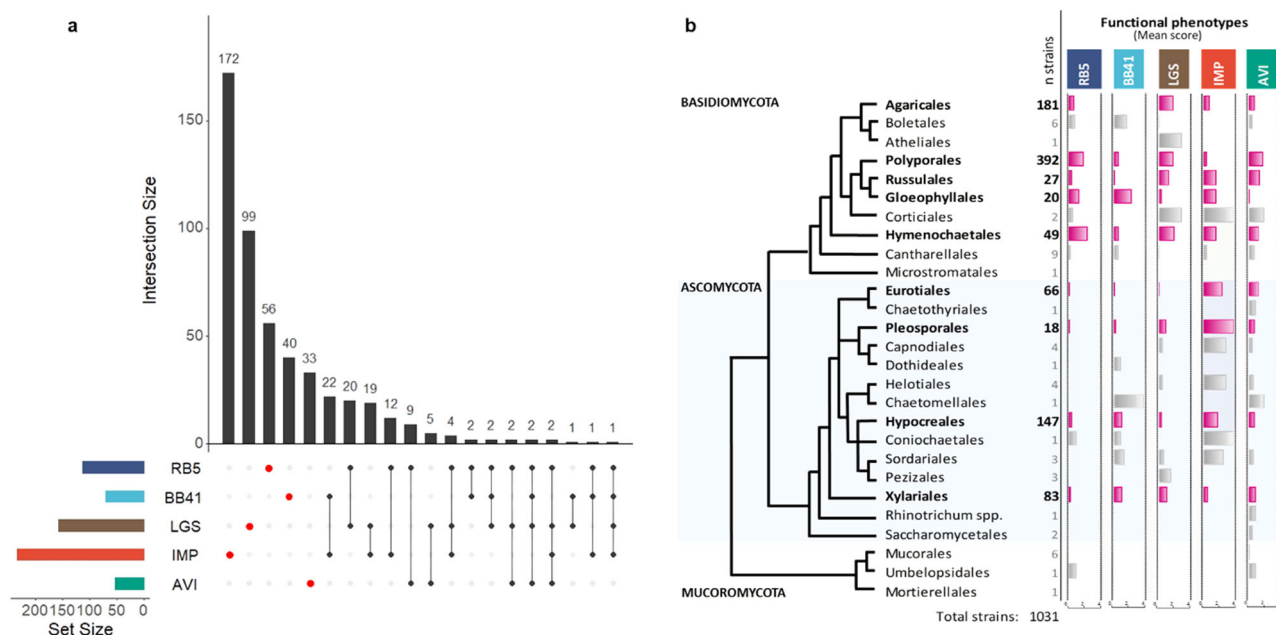 a
Intersection Size
150
100
50
0
172
99
56
40
33
22
20
19
12
9
5
4
2
2
2
2
2
1
1
1
RB5
BB41
LGS
IMP
AVI
200 150 100 50 0
Set Size
b
Functional phenotypes
(Mean score)
n strains
RB5
BB41
LGS
IMP
AVI
BASIDIOMYCOTA
Agaricales 181
Boletales 6
Atheliales 1
Polyporales 392
Russulales 27
Gloeophyllales 20
Corticiales 2
Hymenochaetales 49
Cantharellales 9
Microstromatales 1
ASCOMYCOTA
Eurotiales 66
Chaetothyriales 1
Pleosporales 18
Capnodiales 4
Dothideales 1
Helotiales 4
Chaetomellales 1
Hypocreales 147
Coniochaetales 1
Sordariales 3
Pezizales 3
Xylariales 83
Rhinotrichum spp. 1
Saccharomycetales 2
Mucorales 6
Umbelopsidales 1
MUCOROMYCOTA
Mortierellales 1
Total strains: 1031